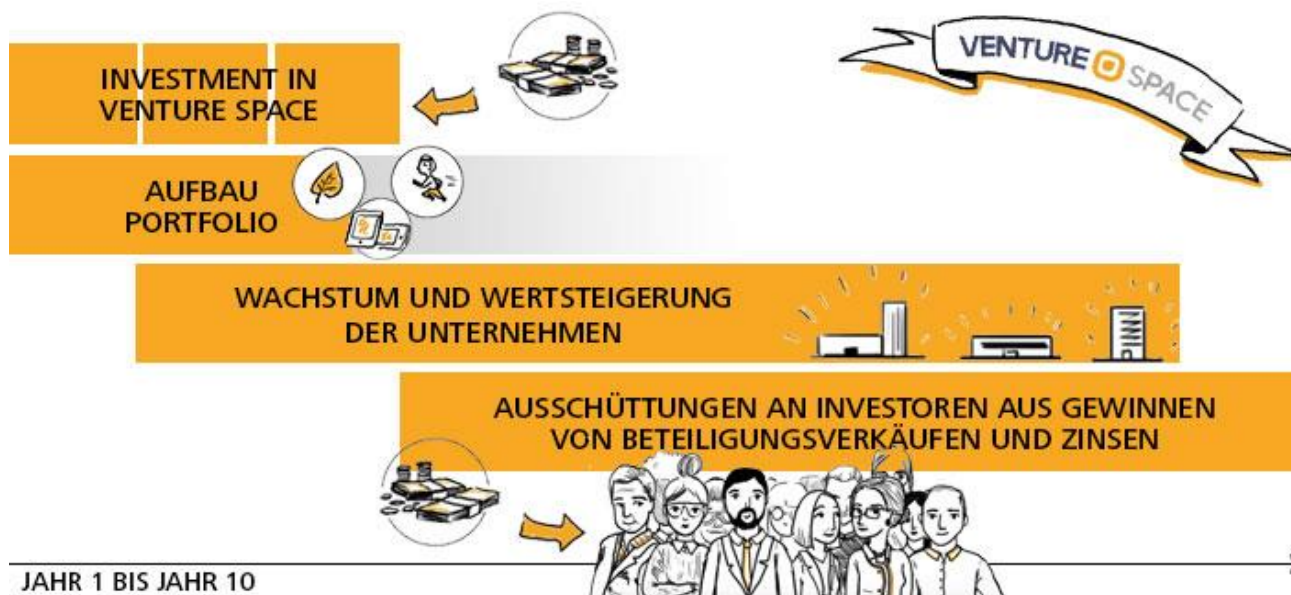 INVESTMENT IN
VENTURE SPACE
VENTURE SPACE
AUFBAU
PORTFOLIO
WACHSTUM UND WERTSTEIGERUNG
DER UNTERNEHMEN
AUSSCHÜTTUNGEN AN INVESTOREN AUS GEWINNEN
VON BETEILIGUNGSVERKÄUFEN UND ZINSEN
JAHR 1 BIS JAHR 10